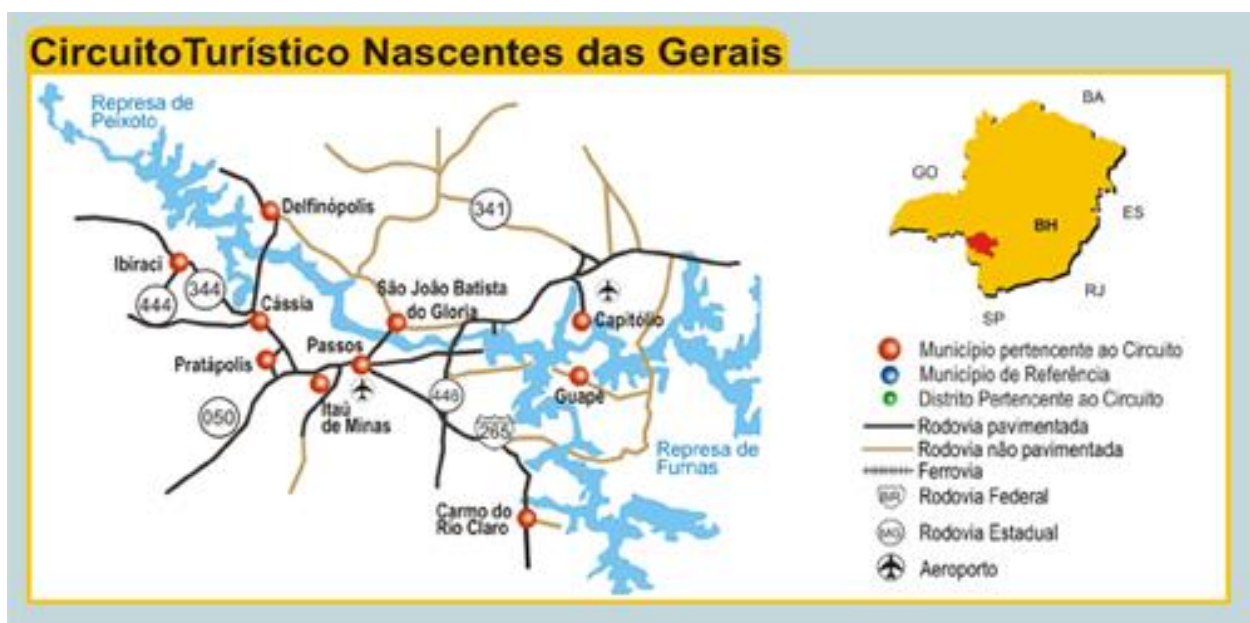 CircuitoTurístico Nascentes das Gerais
Represa de
Peixoto
Delfinópolis
341
Ibiraci
344
444
Cássia
São João Batista
do Gloria
Capitólio
Passos
Pratápolis
Itaú
de Minas
Guapé
050
446
265
Represa de
Furnas
Carmo do
Rio Claro
BA
GO
ES
BH
RJ
SP
Município pertencente ao Circuito
Município de Referência
Distrito Pertencente ao Circuito
Rodovia pavimentada
Rodovia não pavimentada
Ferrovia
BR Rodovia Federal
MG Rodovia Estadual
Aeroporto